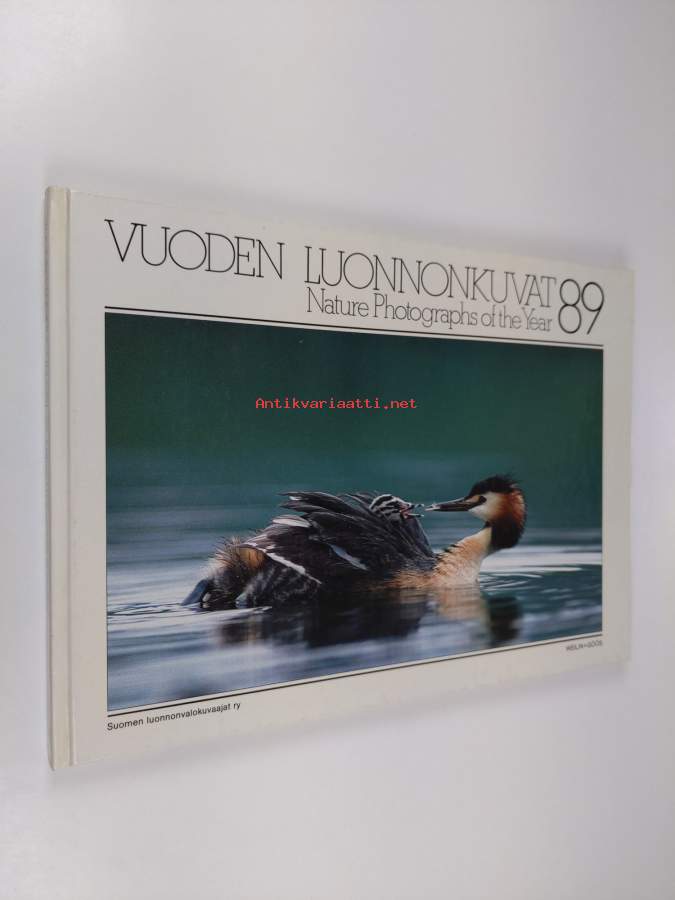 VUODEN LUONNONKUVAT 89
Nature Photographs of the Year
Antikvariaatti.net
WEILIN+GÖÖS
Suomen luonnonvalokuvaajat ry